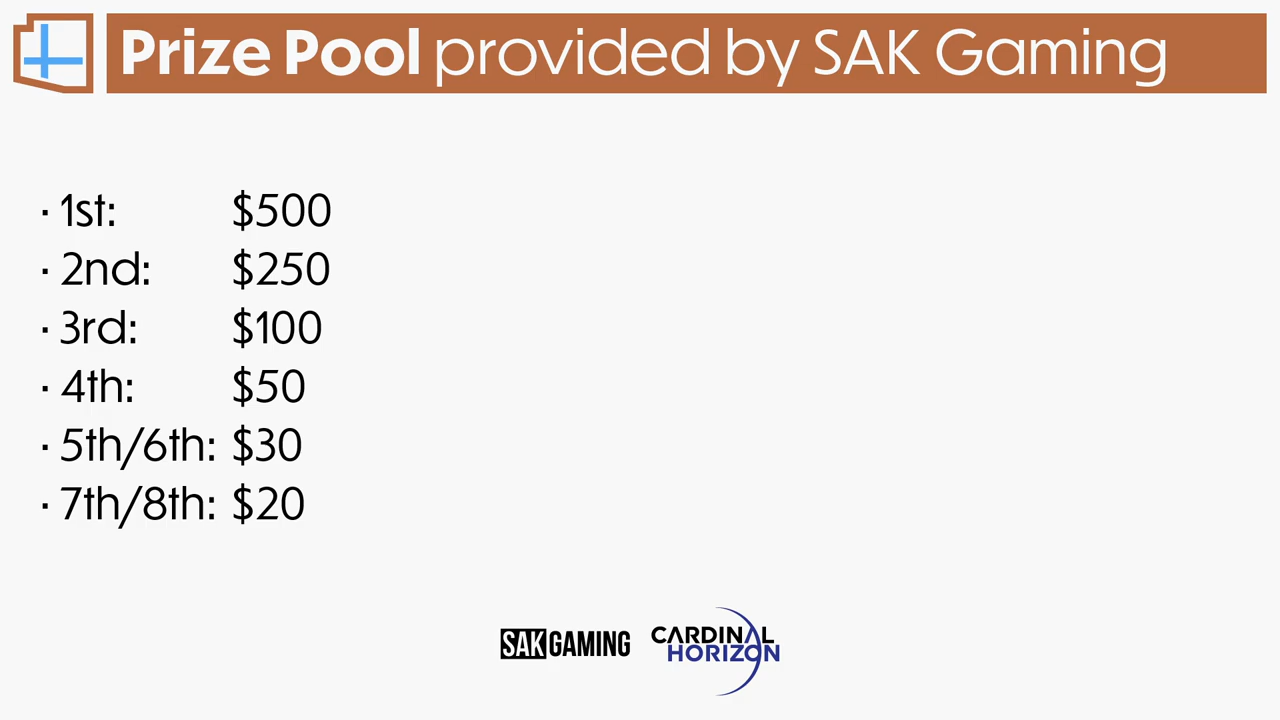 Prize Pool provided by SAK Gaming
· 1st: $500
· 2nd: $250
· 3rd: $100
· 4th: $50
· 5th/6th: $30
· 7th/8th: $20
SAKGAMING
CARDINAL
HORIZON